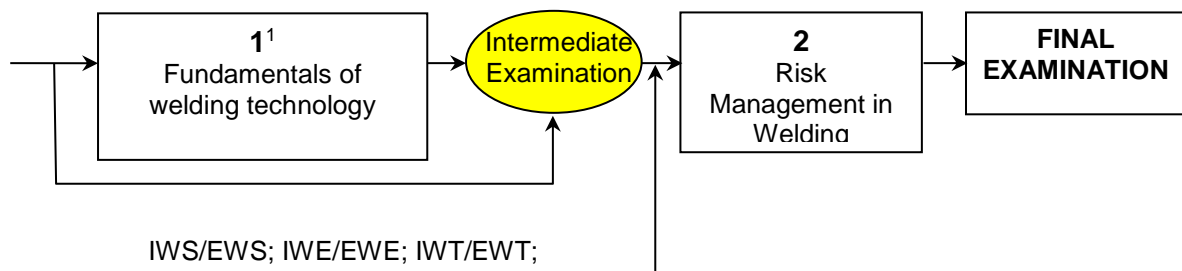 1¹
Fundamentals of
welding technology
Intermediate
Examination
2
Risk
Management in
Welding
FINAL
EXAMINATION
IWS/EWS; IWE/EWE; IWT/EWT;